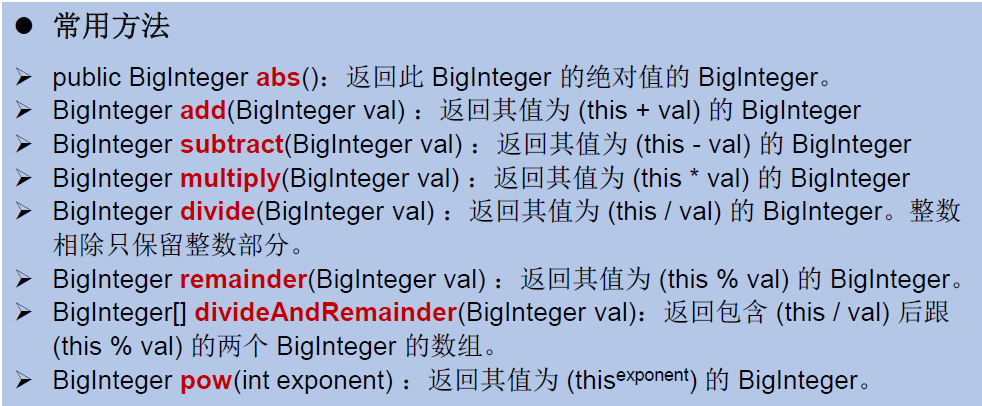 ● 常用方法
➢ public BigInteger abs()：返回此 BigInteger 的绝对值的 BigInteger。
➢ BigInteger add(BigInteger val) ：返回其值为 (this + val) 的 BigInteger
➢ BigInteger subtract(BigInteger val) ：返回其值为 (this - val) 的 BigInteger
➢ BigInteger multiply(BigInteger val) ：返回其值为 (this * val) 的 BigInteger
➢ BigInteger divide(BigInteger val) ：返回其值为 (this / val) 的 BigInteger。整数
相除只保留整数部分。
➢ BigInteger remainder(BigInteger val) ：返回其值为 (this % val) 的 BigInteger。
➢ BigInteger[] divideAndRemainder(BigInteger val)：返回包含 (this / val) 后跟
(this % val) 的两个 BigInteger 的数组。
➢ BigInteger pow(int exponent) ：返回其值为 (thisexponent) 的 BigInteger。